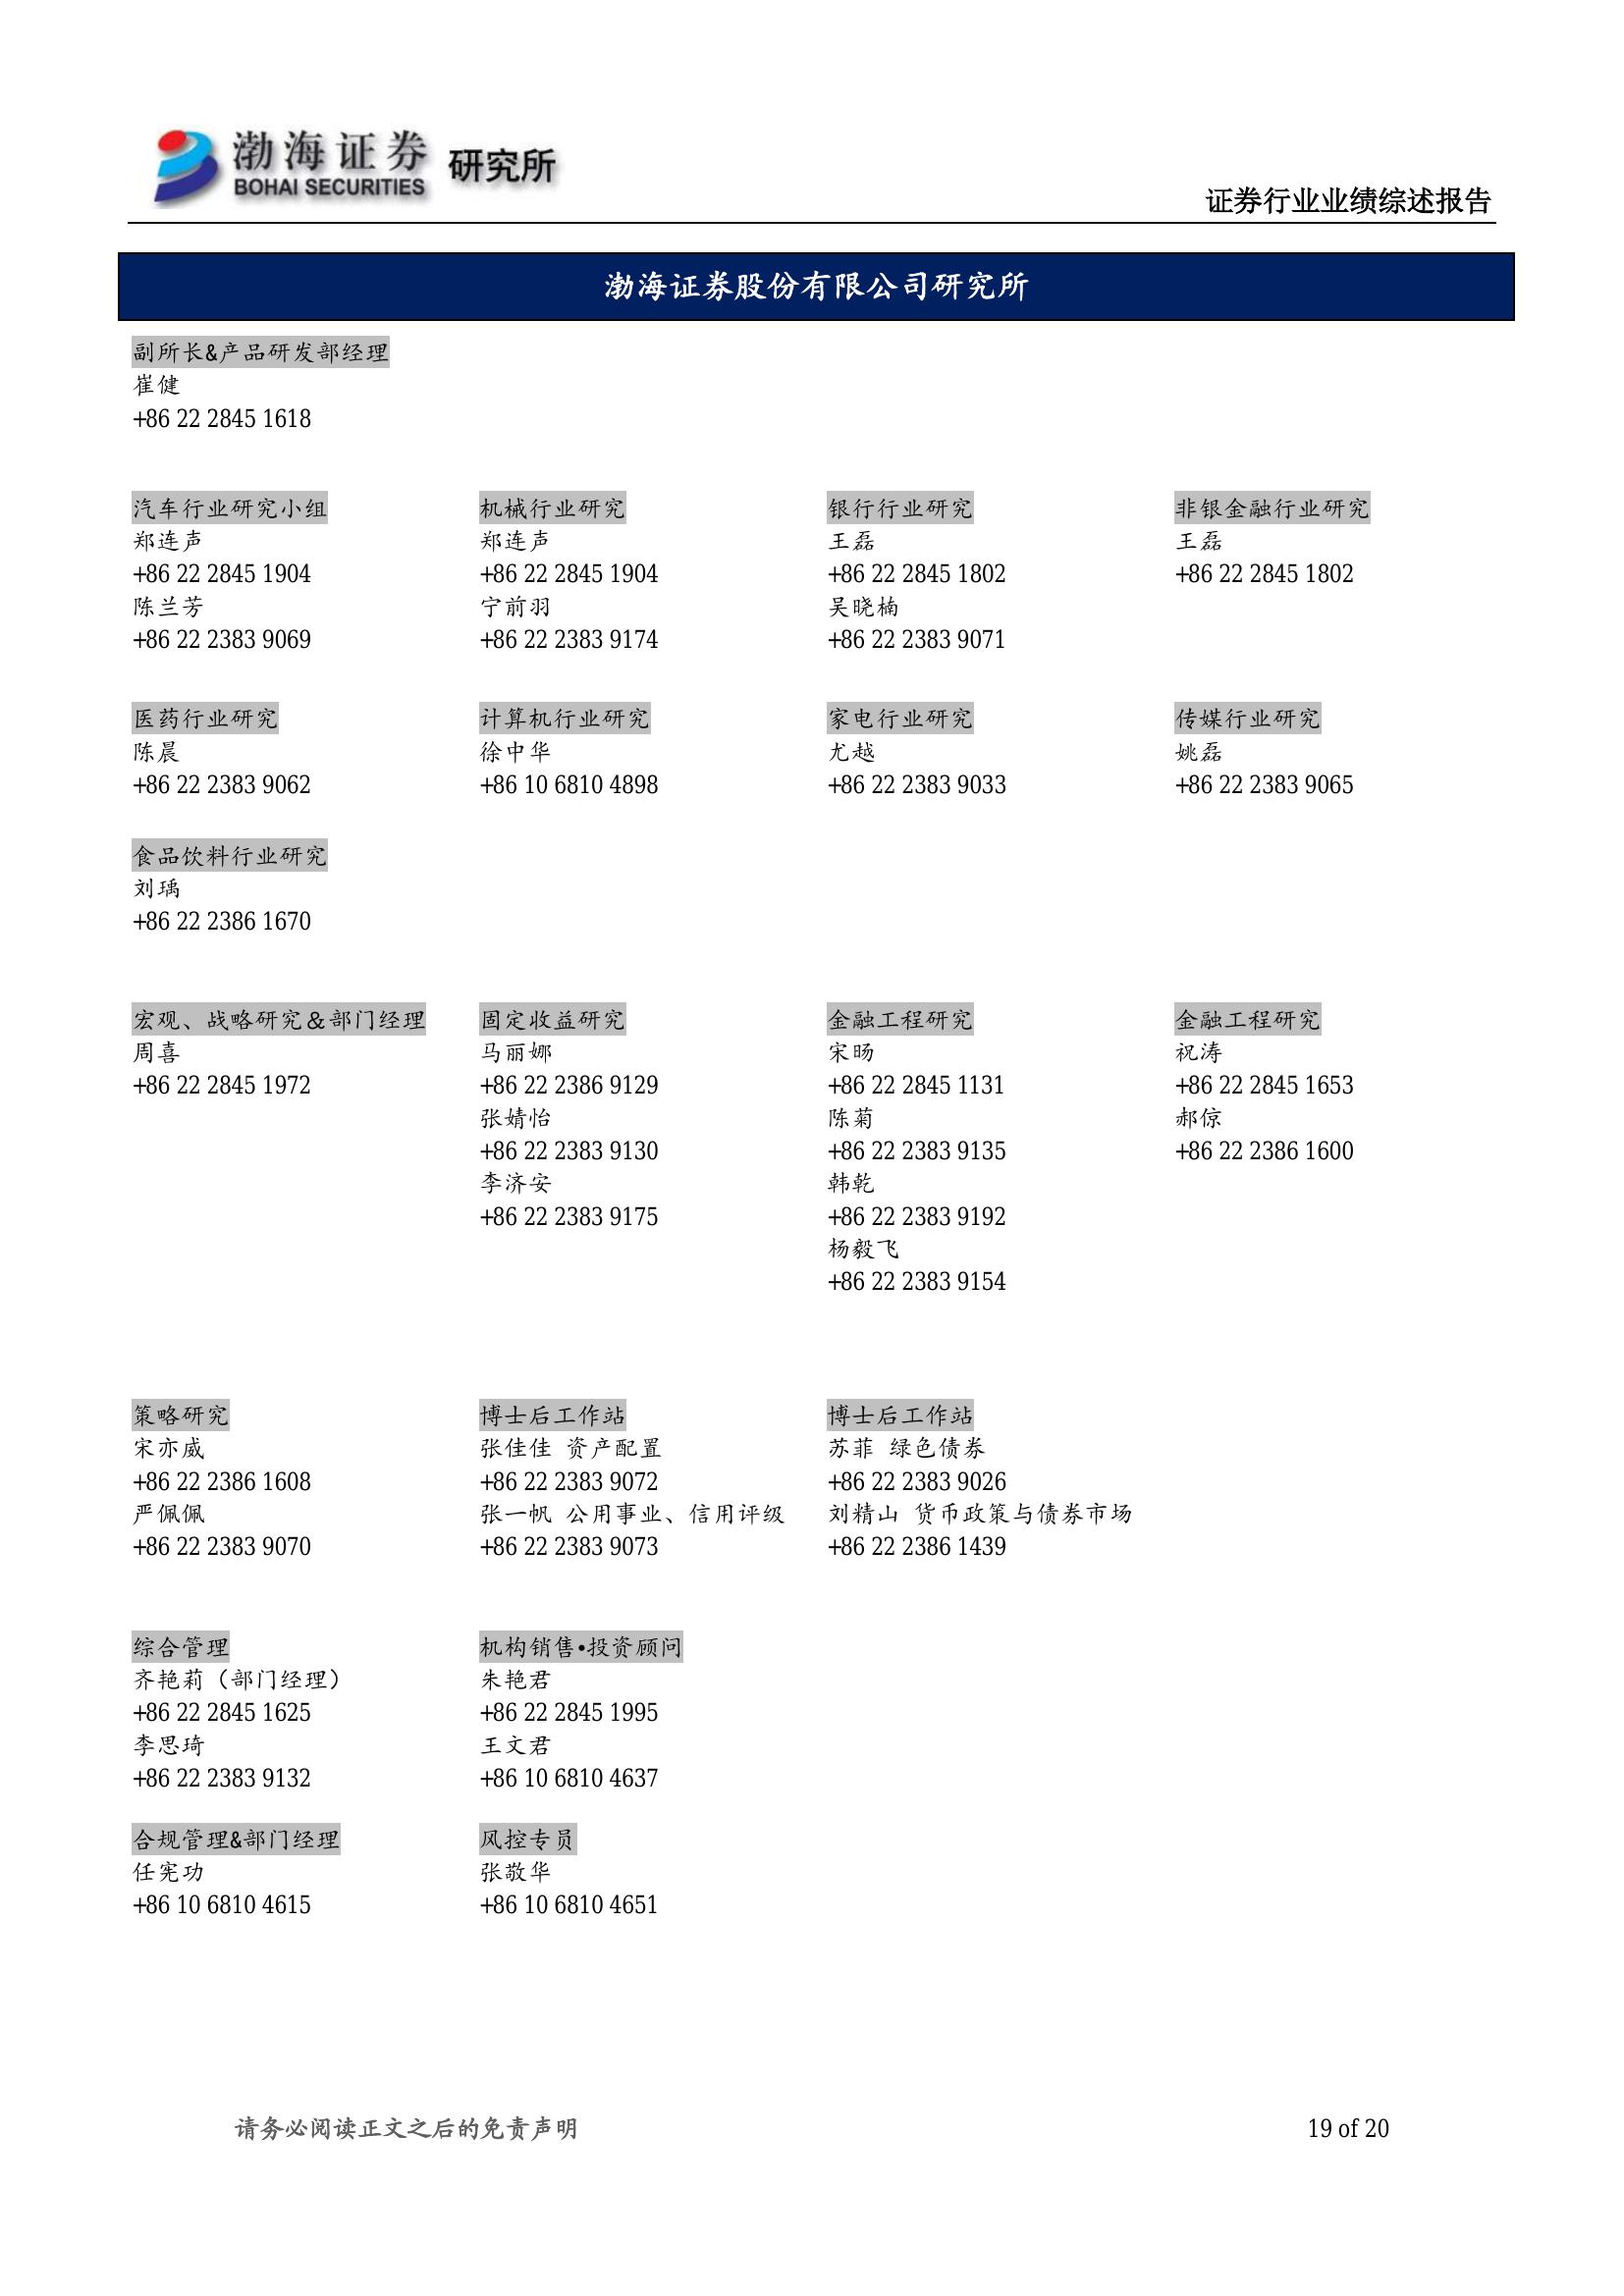 渤海证券 研究所
BOHAI SECURITIES
证券行业业绩综述报告
渤海证券股份有限公司研究所
副所长&产品研发部经理
崔健
+86 22 2845 1618
汽车行业研究小组
郑连声
+86 22 2845 1904
陈兰芳
+86 22 2383 9069
机械行业研究
郑连声
+86 22 2845 1904
宁前羽
+86 22 2383 9174
银行行业研究
王磊
+86 22 2845 1802
吴晓楠
+86 22 2383 9071
非银金融行业研究
王磊
+86 22 2845 1802
医药行业研究
陈晨
+86 22 2383 9062
计算机行业研究
徐中华
+86 10 6810 4898
家电行业研究
尤越
+86 22 2383 9033
传媒行业研究
姚磊
+86 22 2383 9065
食品饮料行业研究
刘瑀
+86 22 2386 1670
宏观、战略研究＆部门经理
周喜
+86 22 2845 1972
固定收益研究
马丽娜
+86 22 2386 9129
张婧怡
+86 22 2383 9130
李济安
+86 22 2383 9175
金融工程研究
宋旸
+86 22 2845 1131
陈菊
+86 22 2383 9135
韩乾
+86 22 2383 9192
杨毅飞
+86 22 2383 9154
金融工程研究
祝涛
+86 22 2845 1653
郝倞
+86 22 2386 1600
策略研究
宋亦威
+86 22 2386 1608
严佩佩
+86 22 2383 9070
博士后工作站
张佳佳 资产配置
+86 22 2383 9072
张一帆 公用事业、信用评级
+86 22 2383 9073
博士后工作站
苏菲 绿色债券
+86 22 2383 9026
刘精山 货币政策与债券市场
+86 22 2386 1439
综合管理
齐艳莉（部门经理）
+86 22 2845 1625
李思琦
+86 22 2383 9132
机构销售•投资顾问
朱艳君
+86 22 2845 1995
王文君
+86 10 6810 4637
合规管理&部门经理
任宪功
+86 10 6810 4615
风控专员
张敬华
+86 10 6810 4651
请务必阅读正文之后的免责声明
19 of 20